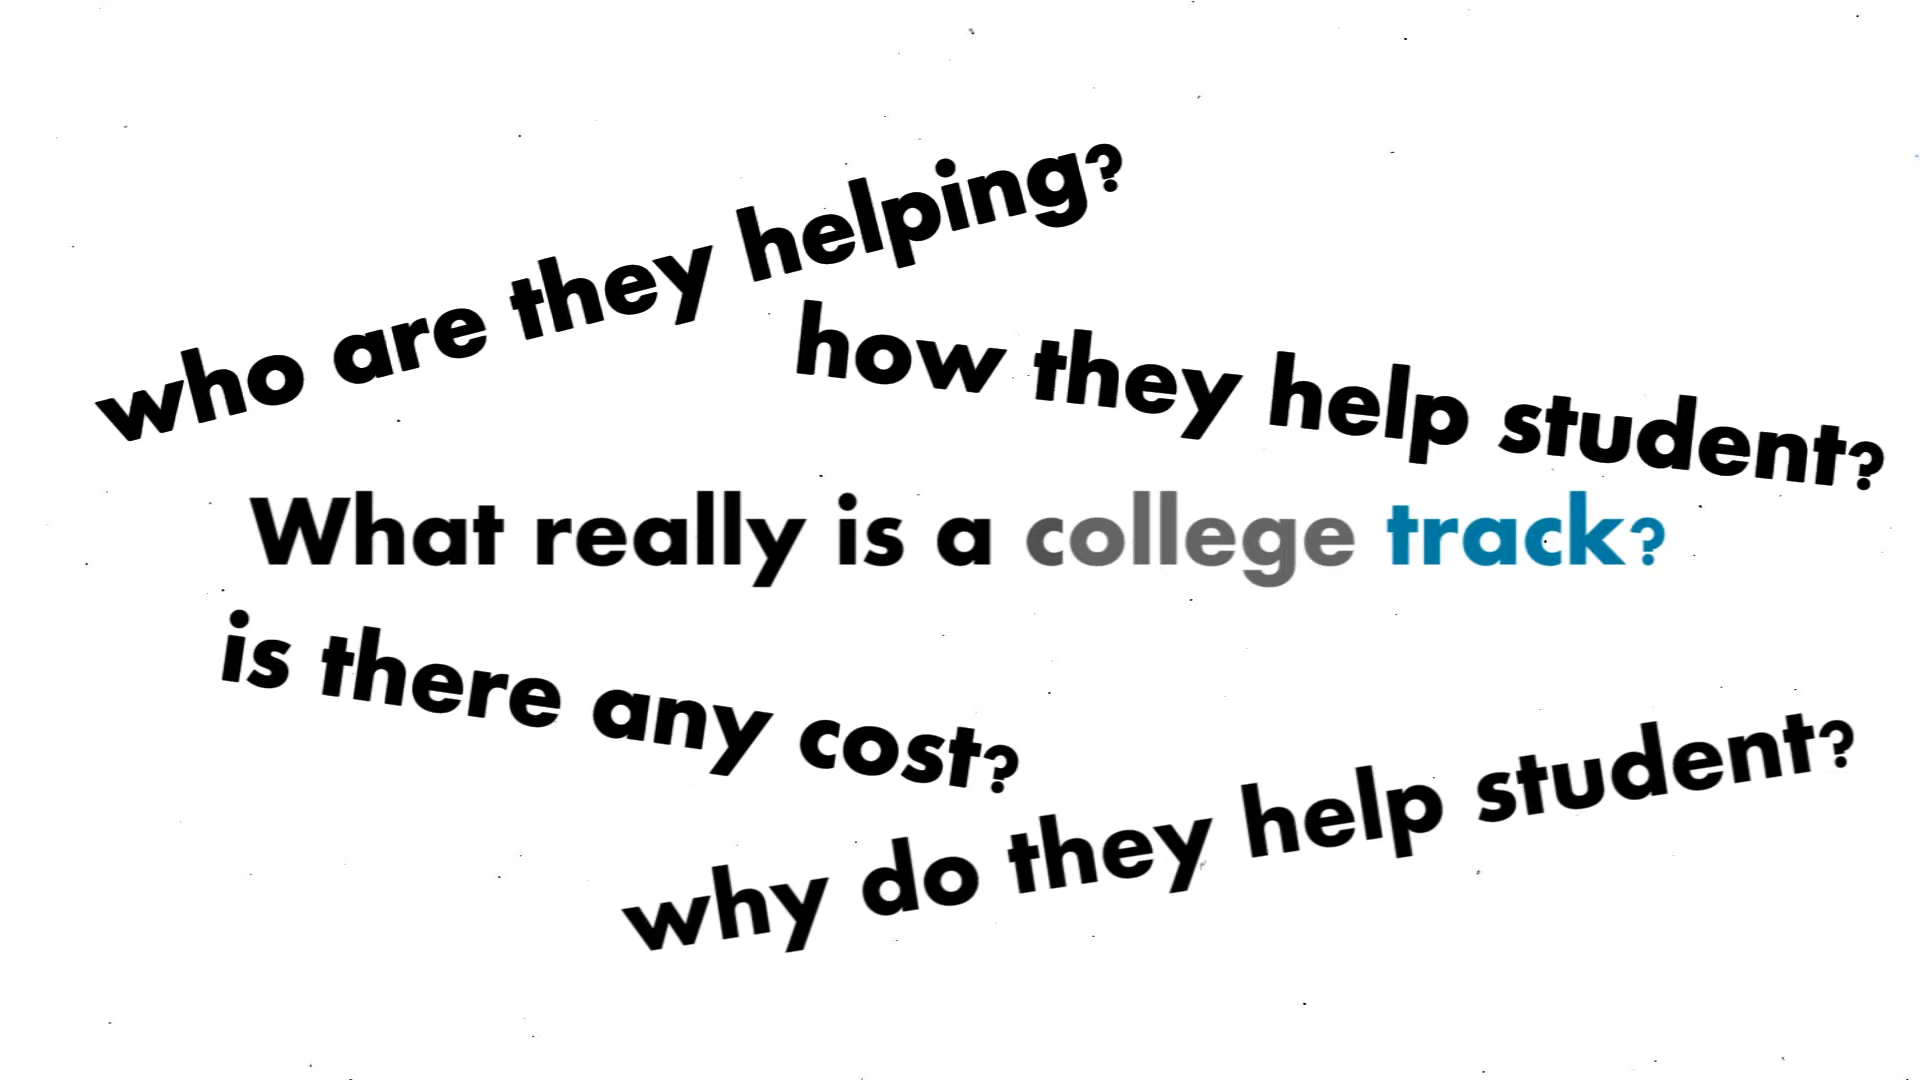 who are they helping?
how they help student?
What really is a college track?
is there any cost?
why do they help student?